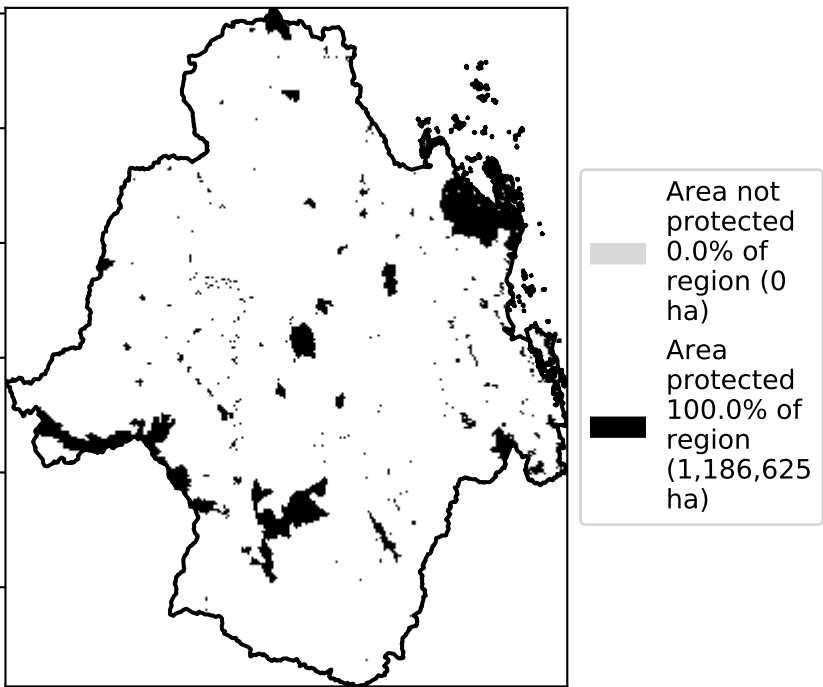 Area not
protected
0.0% of
region (0
ha)
Area
protected
100.0% of
region
(1,186,625
ha)